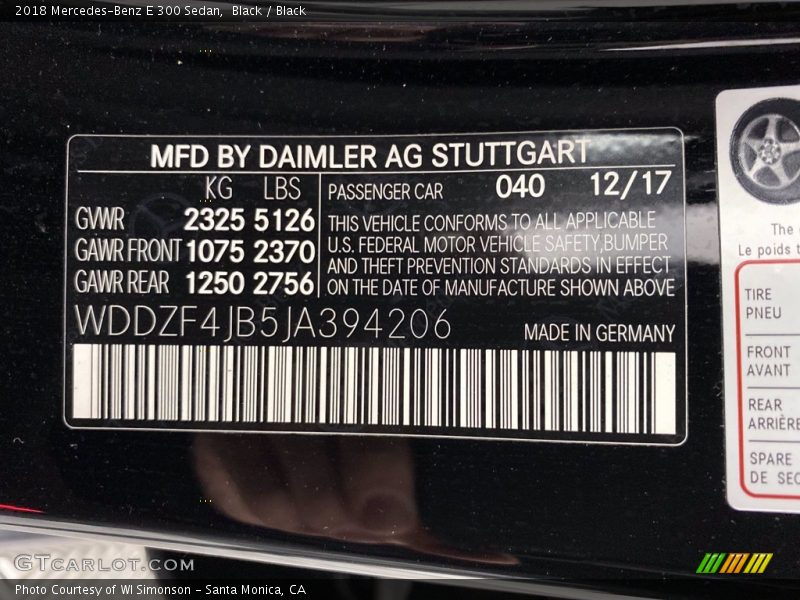 2018 Mercedes-Benz E 300 Sedan,  Black / Black
MFD BY DAIMLER AG STUTTGART
KG LBS
GVWR 2325 5126
GAWR FRONT 1075 2370
GAWR REAR 1250 2756
PASSENGER CAR 040 12/17
THIS VEHICLE CONFORMS TO ALL APPLICABLE
U.S. FEDERAL MOTOR VEHICLE SAFETY,BUMPER
AND THEFT PREVENTION STANDARDS IN EFFECT
ON THE DATE OF MANUFACTURE SHOWN ABOVE
WDDZF4JB5JA394206
MADE IN GERMANY
The
Le poids
TIRE
PNEU
FRONT
AVANT
REAR
ARRIÈRE
SPARE
DE
GTCARLOT.COM
Photo Courtesy of WI Simonson - Santa Monica, CA